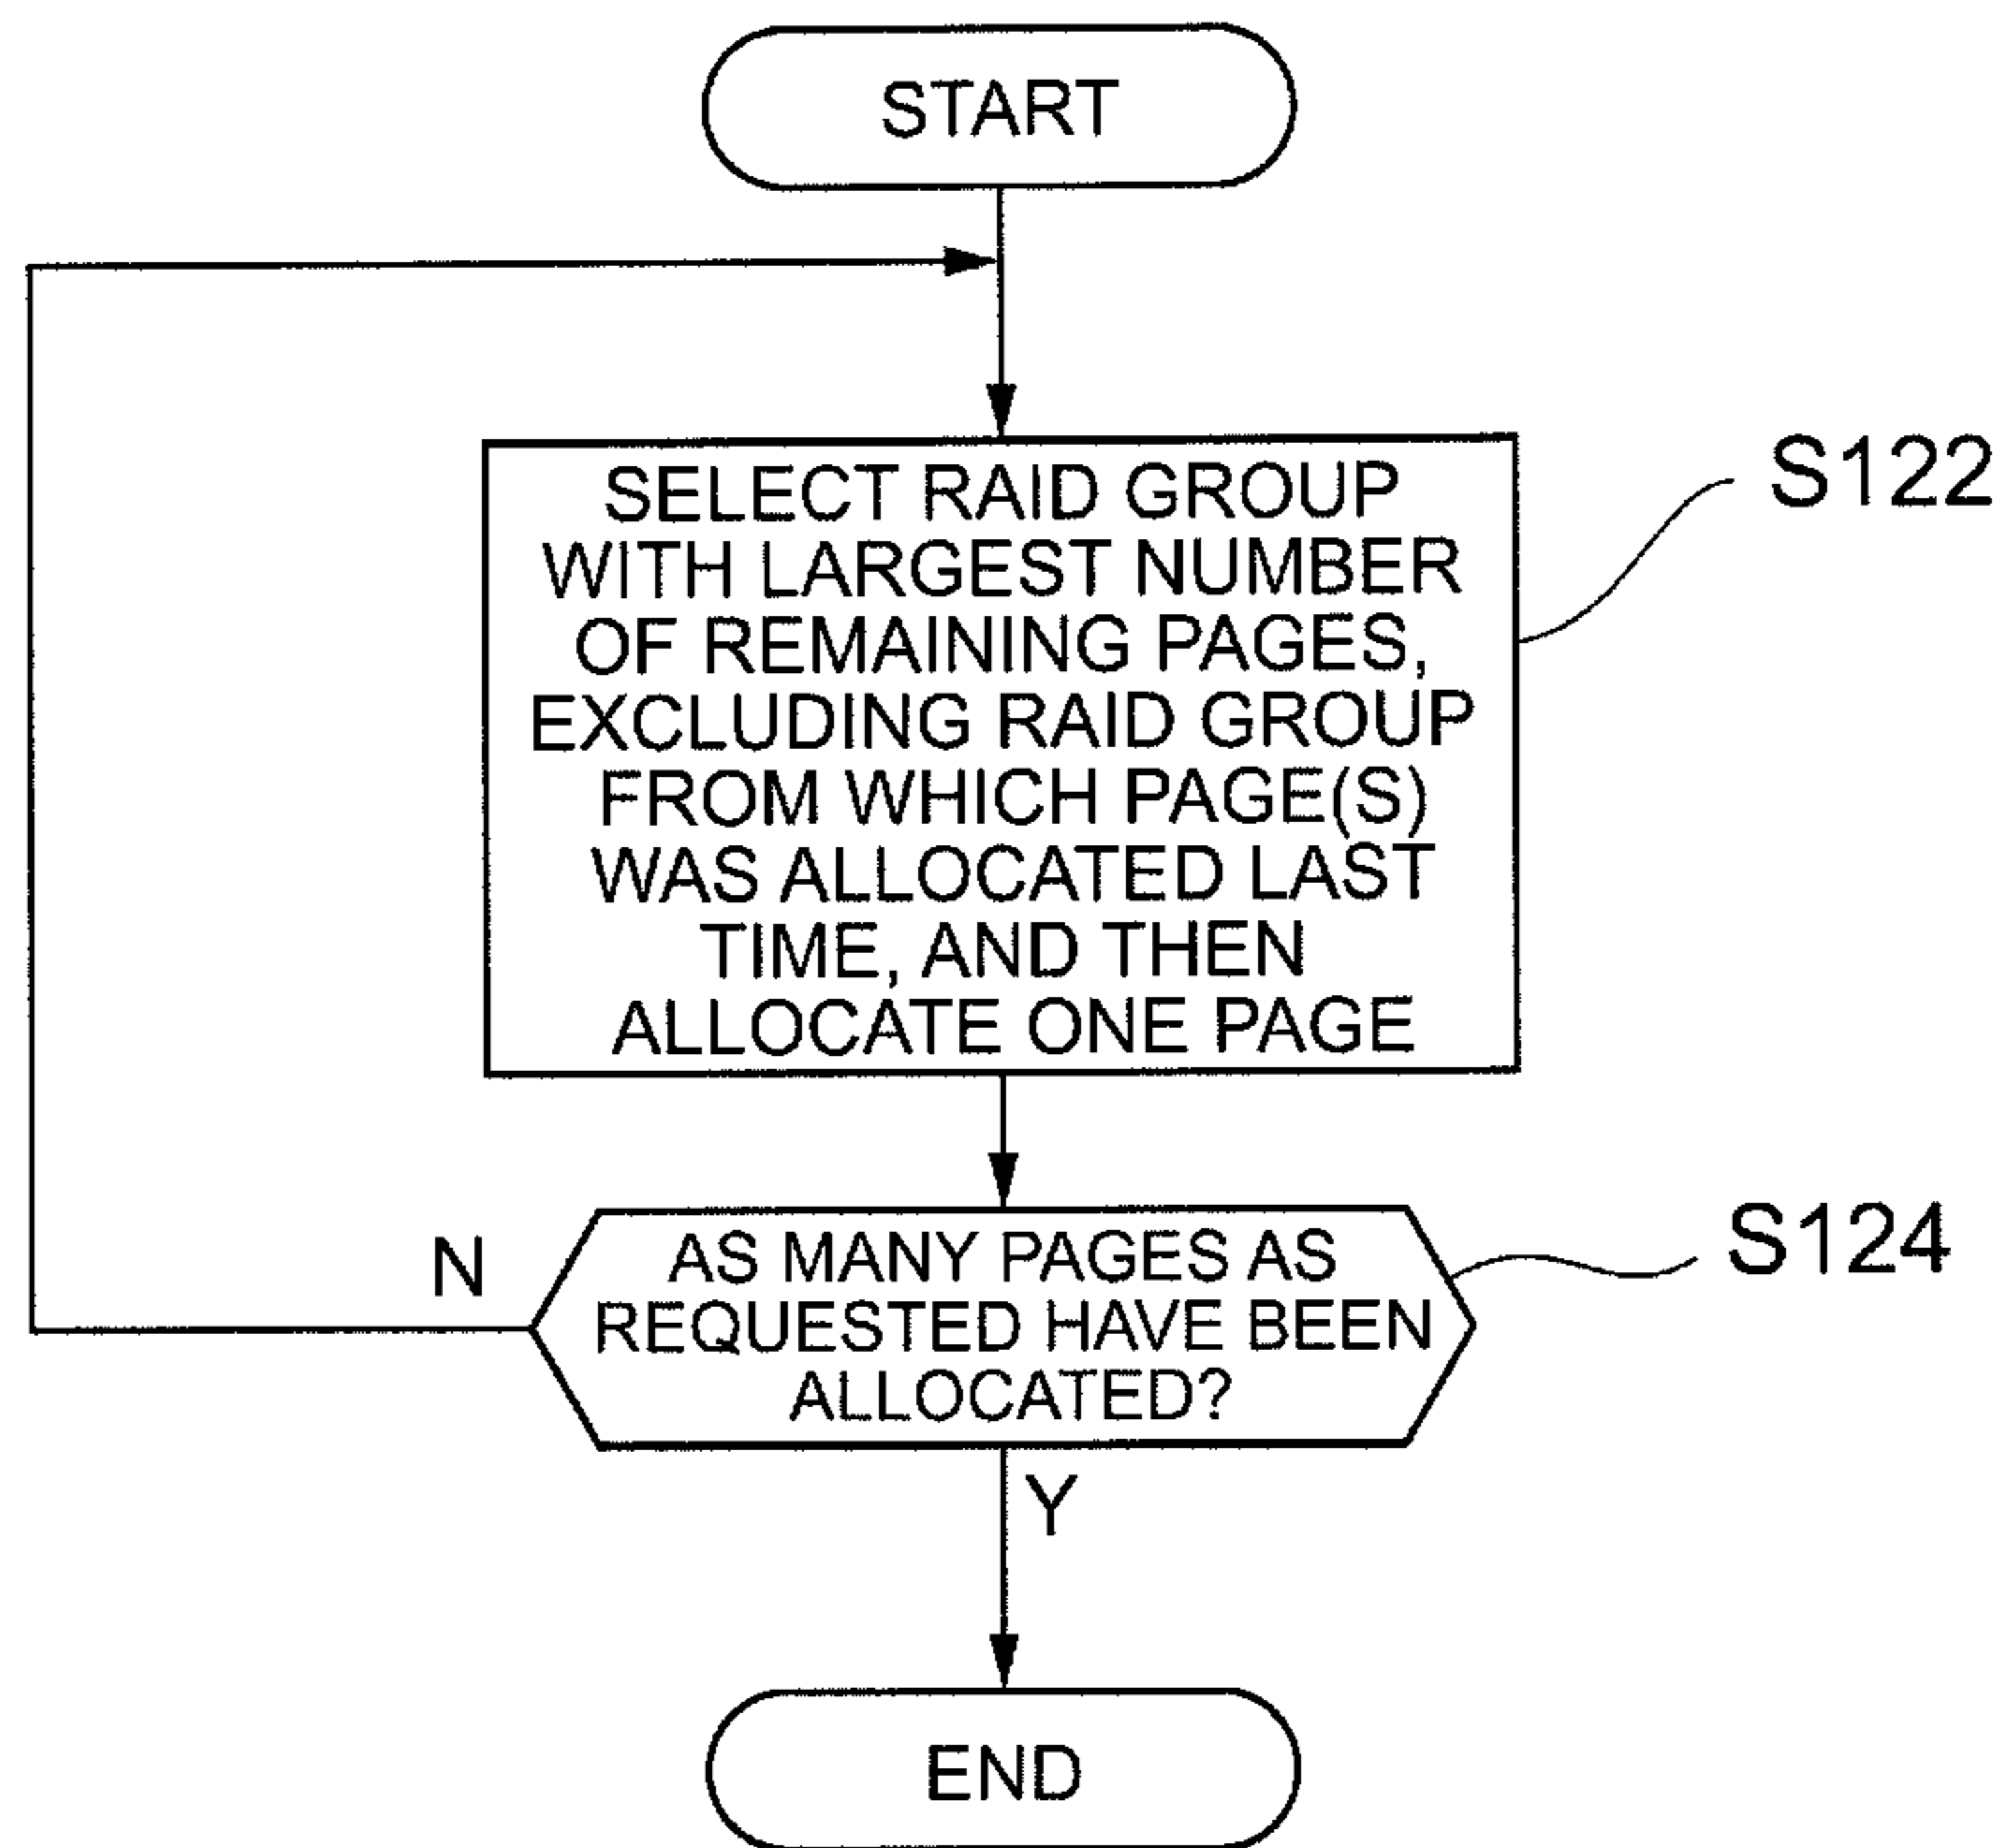 START
SELECT RAID GROUP
WITH LARGEST NUMBER
OF REMAINING PAGES,
EXCLUDING RAID GROUP
FROM WHICH PAGE(S)
WAS ALLOCATED LAST
TIME, AND THEN
ALLOCATE ONE PAGE
S122
AS MANY PAGES AS
REQUESTED HAVE BEEN
ALLOCATED?
S124
N
Y
END